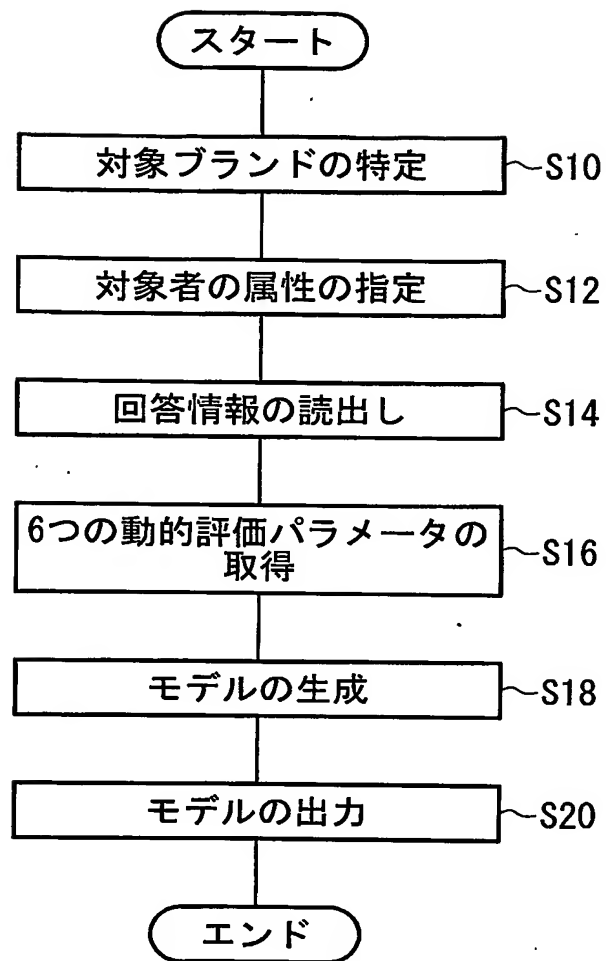 スタート
対象ブランドの特定 ~S10
対象者の属性の指定 ~S12
回答情報の読出し ~S14
6つの動的評価パラメータの
取得 ~S16
モデルの生成 ~S18
モデルの出力 ~S20
エンド